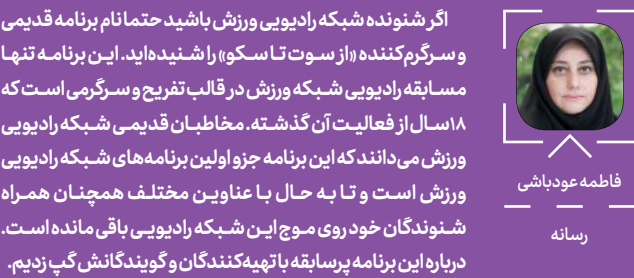 اگر شنونده شبکه رادیویی ورزش باشید حتما نام برنامه قدیمی
و سرگرم‌کننده «از سوت تا سکو» را شنیده‌اید. این برنامه تنها
مسابقه رادیویی شبکه ورزش در قالب تفریح و سرگرمی است که
۱۸سال از فعالیت آن گذشته. مخاطبان قدیمی شبکه رادیویی
ورزش می‌دانند که این برنامه جزو اولین برنامه‌های شبکه رادیویی
ورزش است و تا به حال با عناوین مختلف همچنان همراه
شنوندگان خود روی موج این شبکه رادیویی باقی مانده است.
درباره این برنامه پرسابقه با تهیه‌کنندگان و گویندگانش گپ زدیم.
فاطمه عودباشی
رسانه